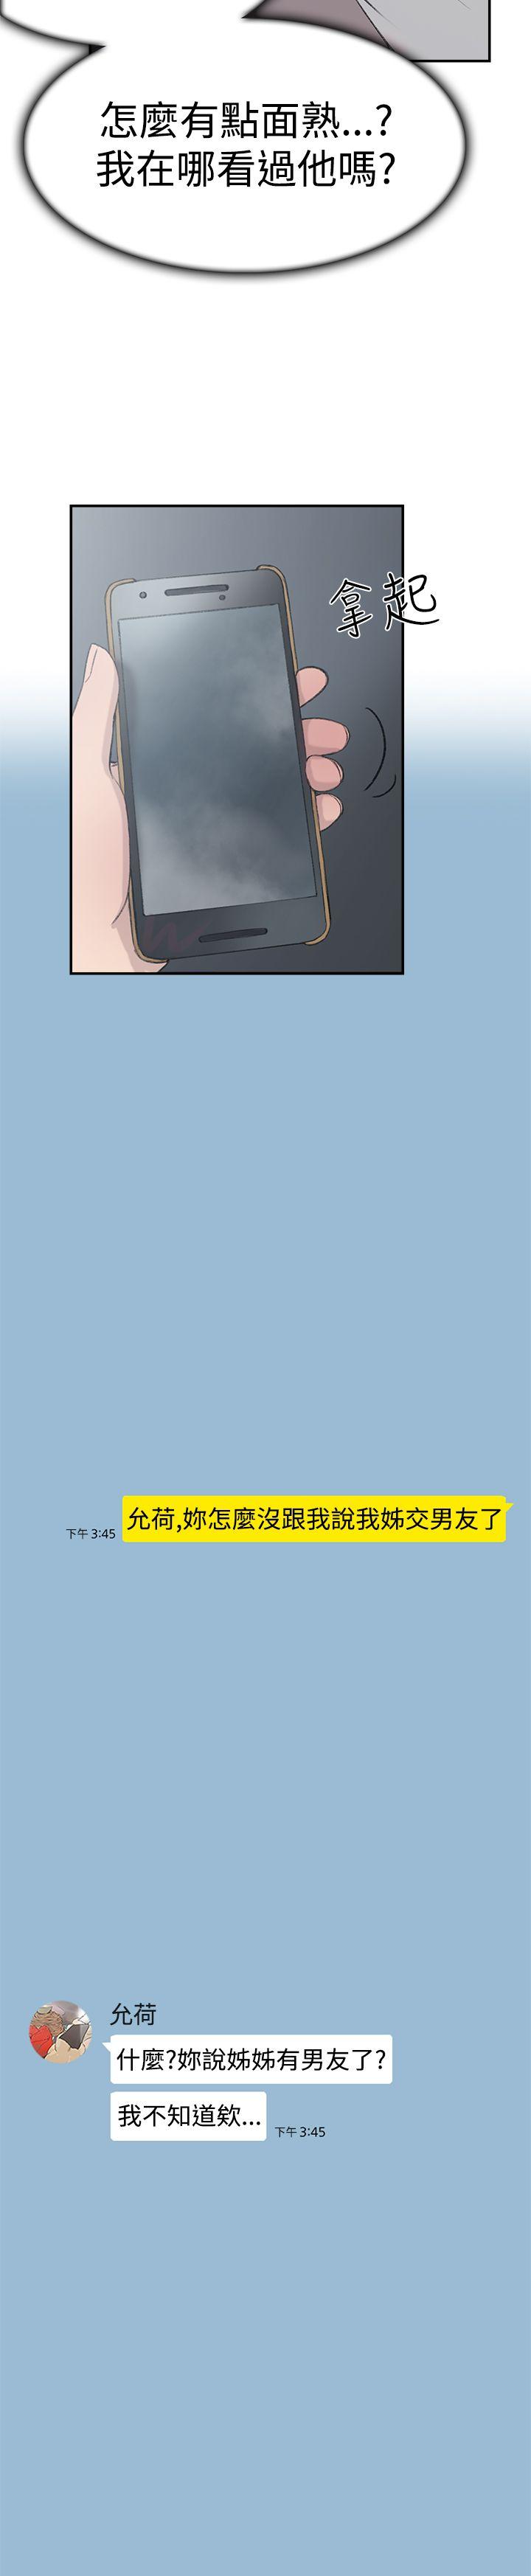 怎麼有點面熟...?
我在哪看過他嗎?
拿起
允荷,妳怎麼沒跟我說我姊交男友了
下午 3:45
允荷
什麼?妳說姊姊有男友了?
我不知道欸...
下午 3:45